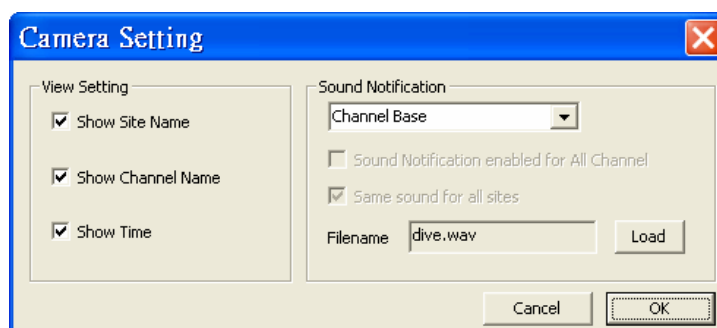 Camera Setting
View Setting
Show Site Name
Show Channel Name
Show Time
Sound Notification
Channel Base
Sound Notification enabled for All Channel
Same sound for all sites
Filename dive.wav Load
Cancel OK